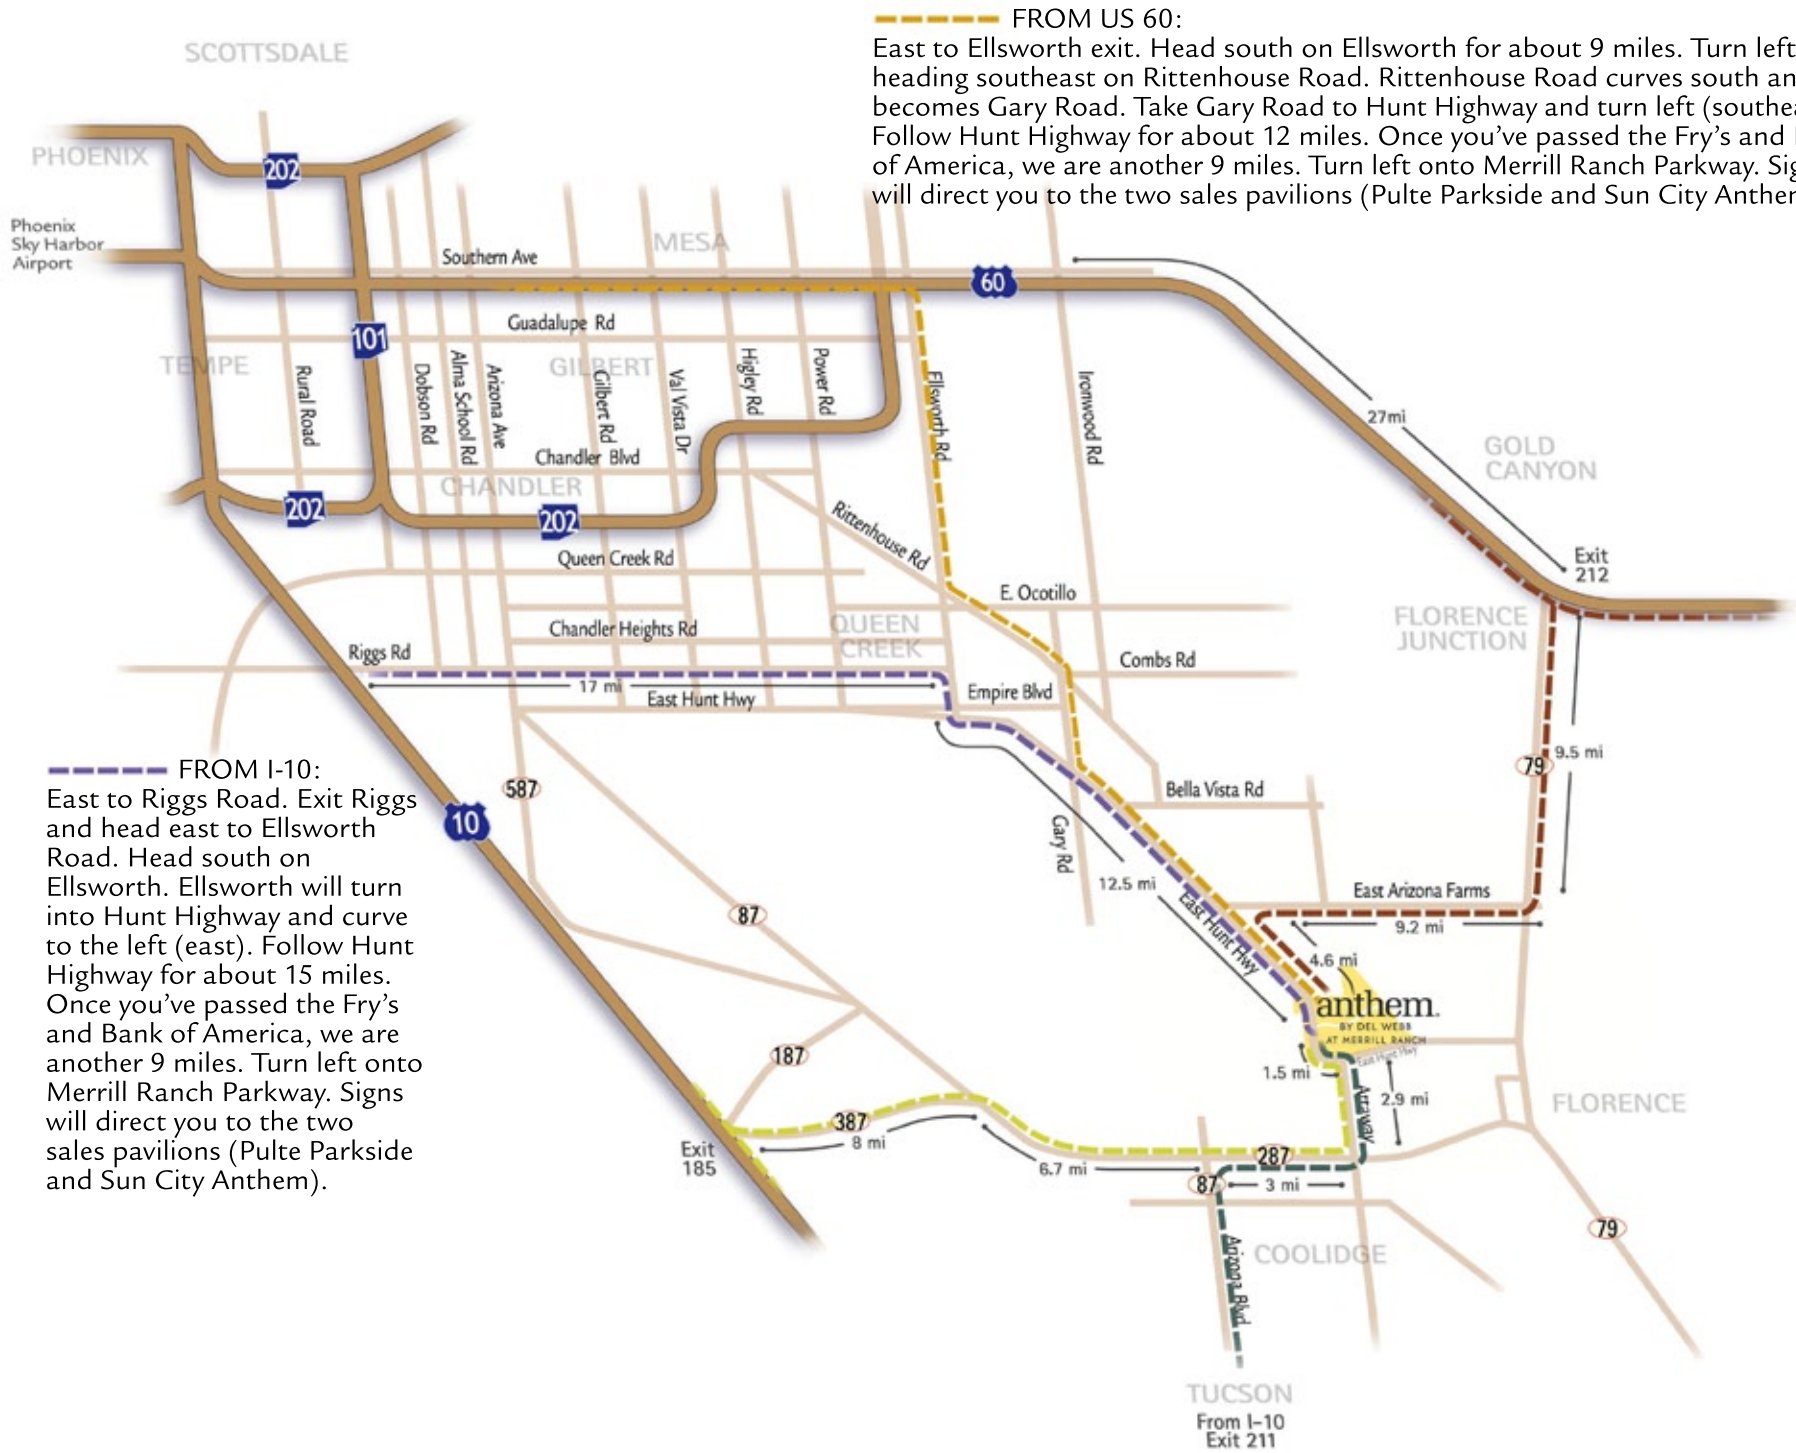 FROM US 60:
East to Ellsworth exit. Head south on Ellsworth for about 9 miles. Turn left
heading southeast on Rittenhouse Road. Rittenhouse Road curves south an
becomes Gary Road. Take Gary Road to Hunt Highway and turn left (southea
Follow Hunt Highway for about 12 miles. Once you’ve passed the Fry’s and
of America, we are another 9 miles. Turn left onto Merrill Ranch Parkway. Sig
will direct you to the two sales pavilions (Pulte Parkside and Sun City Anthem
SCOTTSDALE
PHOENIX
202
Phoenix
Sky Harbor
Airport
Southern Ave
MESA
60
Guadalupe Rd
101
TEMPE
GILBERT
Rural Road
Dobson Rd
Alma School Rd
Arizona Ave
Gilbert Rd
Val Vista Dr
Higley Rd
Power Rd
Ellsworth Rd
Ironwood Rd
27mi
GOLD
CANYON
Chandler Blvd
CHANDLER
202
202
Rittenhouse Rd
Queen Creek Rd
Exit
212
E. Ocotillo
FLORENCE
JUNCTION
Chandler Heights Rd
QUEEN
CREEK
Riggs Rd
Combs Rd
17 mi
East Hunt Hwy
Empire Blvd
9.5 mi
79
587
Bella Vista Rd
10
Gary Rd
12.5 mi
East Arizona Farms
9.2 mi
87
East Hunt Hwy
4.6 mi
anthem.
BY DEL WEBB
AT MERRILL RANCH
East Hunt Hwy
187
1.5 mi
2.9 mi
Attaway
FLORENCE
387
8 mi
Exit
185
6.7 mi
287
87
3 mi
79
COOLIDGE
Arizona Blvd
TUCSON
From I-10
Exit 211
FROM I-10:
East to Riggs Road. Exit Riggs
and head east to Ellsworth
Road. Head south on
Ellsworth. Ellsworth will turn
into Hunt Highway and curve
to the left (east). Follow Hunt
Highway for about 15 miles.
Once you’ve passed the Fry’s
and Bank of America, we are
another 9 miles. Turn left onto
Merrill Ranch Parkway. Signs
will direct you to the two
sales pavilions (Pulte Parkside
and Sun City Anthem).